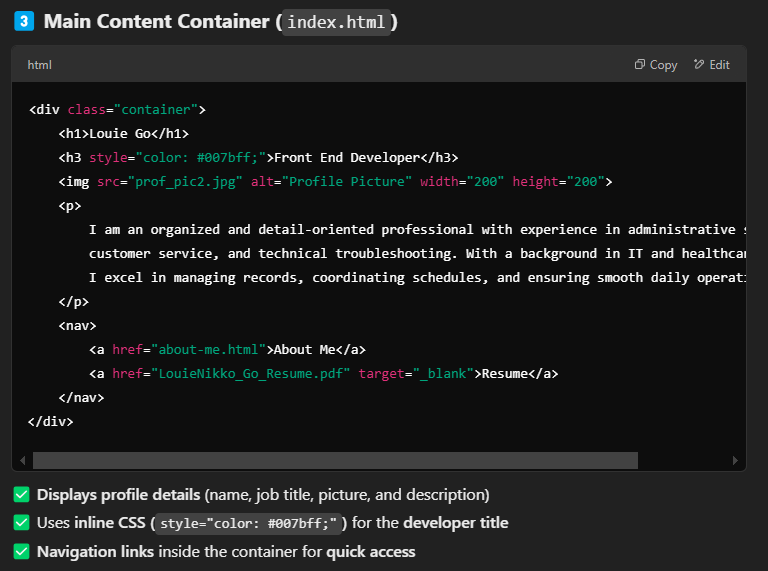 3 Main Content Container (index.html)
html Copy Edit
<div class="container">
<h1>Louie Go</h1>
<h3 style="color: #007bff;">Front End Developer</h3>
<img src="prof_pic2.jpg" alt="Profile Picture" width="200" height="200">
<p>
I am an organized and detail-oriented professional with experience in administrative
customer service, and technical troubleshooting. With a background in IT and
I excel in managing records, coordinating schedules, and ensuring smooth daily
</p>
<nav>
<a href="about-me.html">About Me</a>
<a href="LouieNikko_Go_Resume.pdf" target="_blank">Resume</a>
</nav>
</div>
Displays profile details (name, job title, picture, and description)
Uses inline CSS (style="color: #007bff;") for the developer title
Navigation links inside the container for quick access